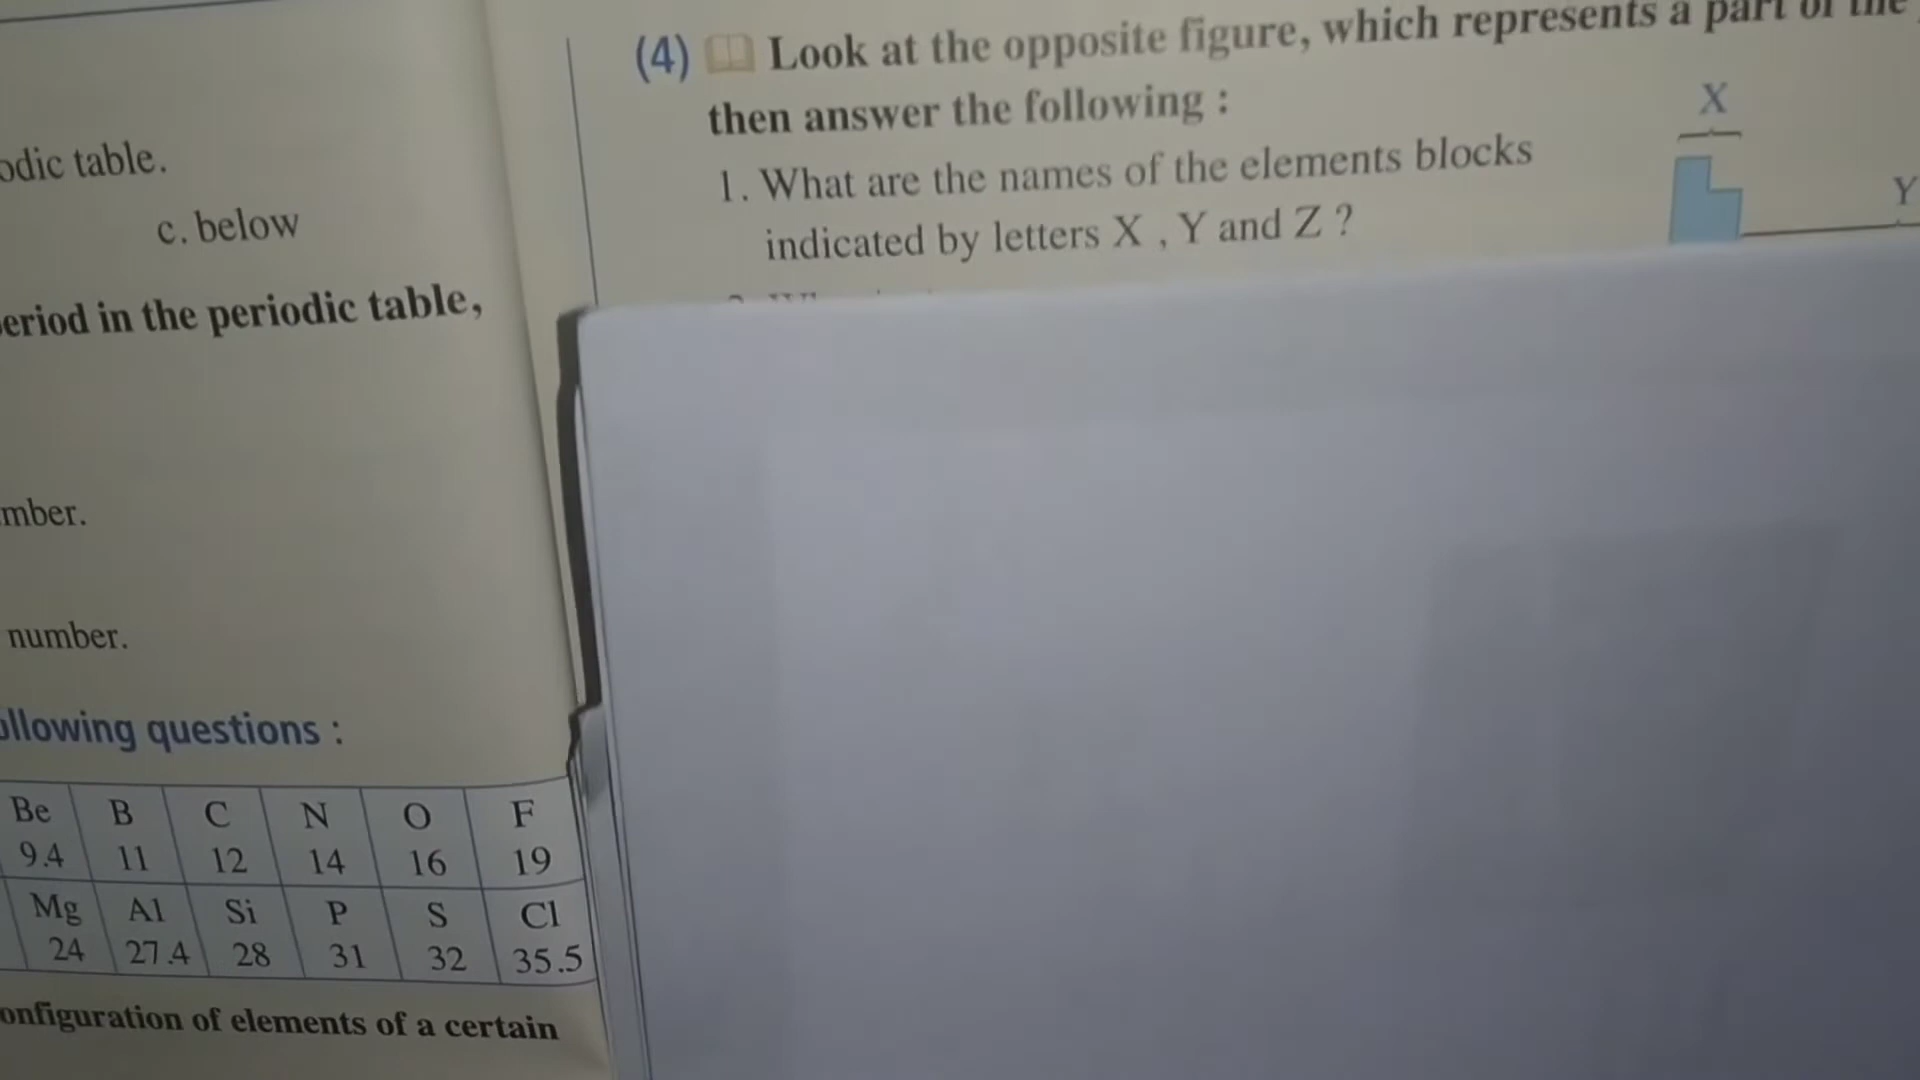 odic table.
c. below
eriod in the periodic table,
mber.
number.
ollowing questions :
Be B C N O F
9.4 11 12 14 16 19
Mg Al Si P S Cl
24 27.4 28 31 32 35.5
onfiguration of elements of a certain
(4) Look at the opposite figure, which represents a part of the
then answer the following :
1. What are the names of the elements blocks
indicated by letters X , Y and Z ?
X
Y